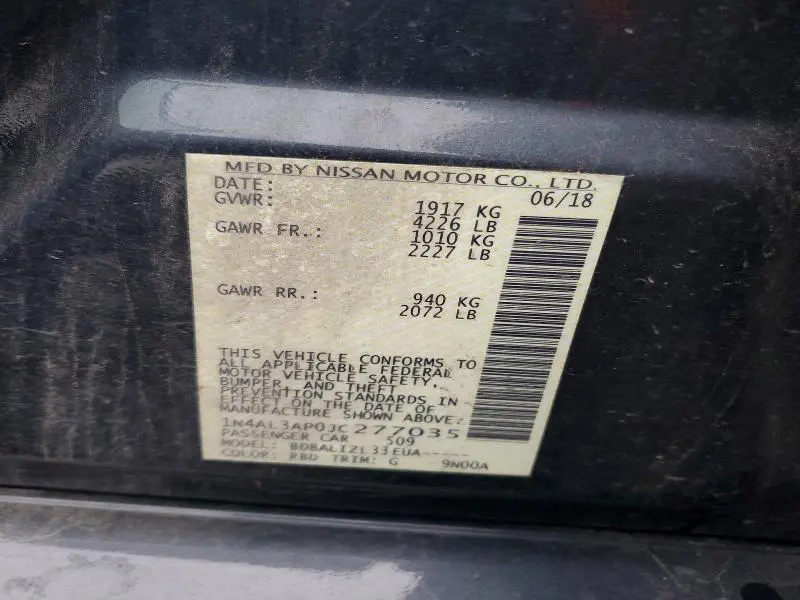 MFD BY NISSAN MOTOR CO., LTD.
DATE: 06/18
GVWR: 1917 KG
4226 LB
GAWR FR.: 1010 KG
2227 LB
GAWR RR.: 940 KG
2072 LB
THIS VEHICLE CONFORMS TO
ALL APPLICABLE FEDERAL
MOTOR VEHICLE SAFETY,
BUMPER, AND THEFT
PREVENTION STANDARDS IN
EFFECT ON THE DATE OF
MANUFACTURE SHOWN ABOVE:
1N4AL3AP0JC277035
PASSENGER CAR 509
MODEL: BDBALIZL33EUA-----
COLOR: RBD TRIM: G 9N00A